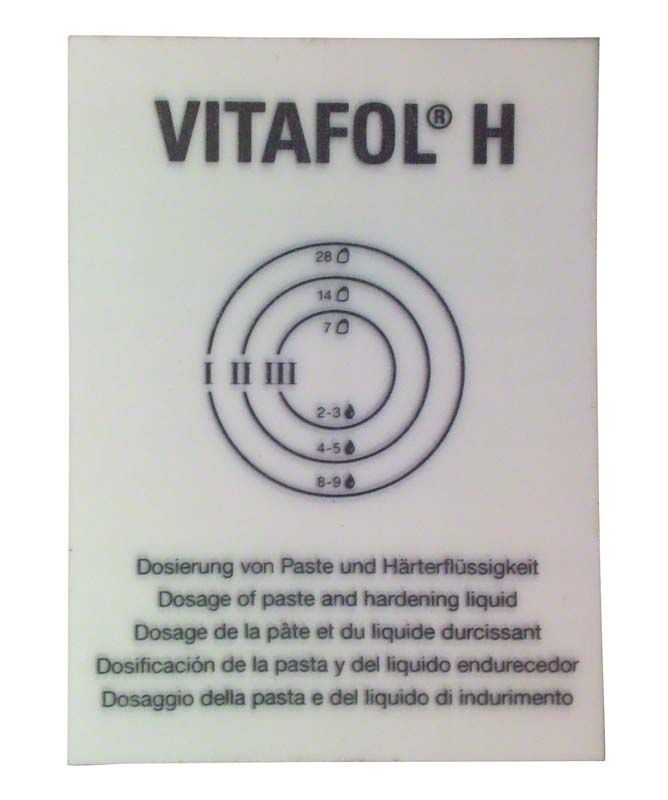 VITAFOL® H
28
14
7
I II III
2-3
4-5
8-9
Dosierung von Paste und Härterflüssigkeit
Dosage of paste and hardening liquid
Dosage de la pâte et du liquide durcissant
Dosificación de la pasta y del liquido endurecedor
Dosaggio della pasta e del liquido di indurimento